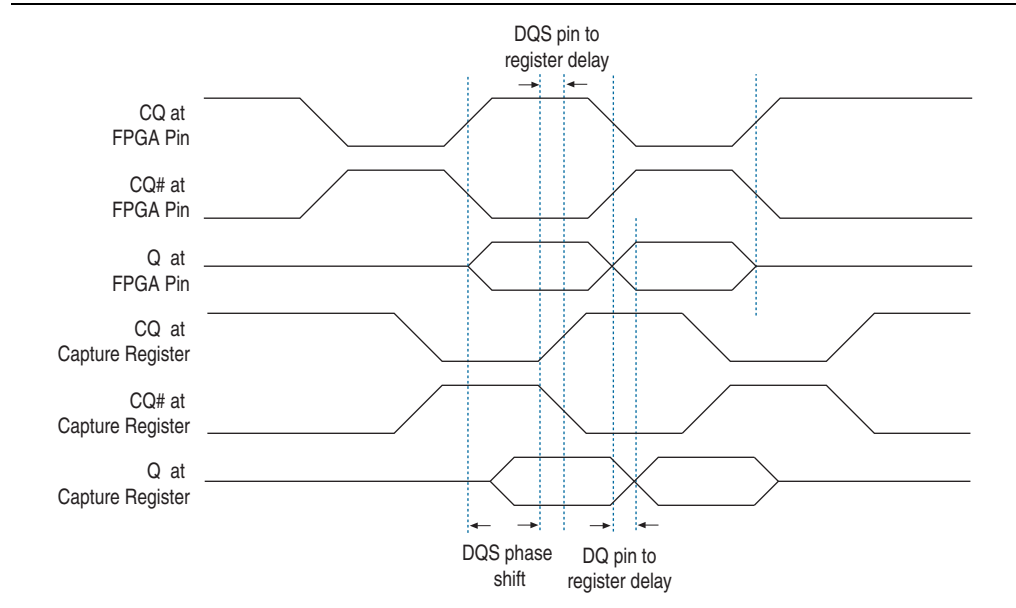 DQS pin to
register delay
CQ at
FPGA Pin
CQ# at
FPGA Pin
Q at
FPGA Pin
CQ at
Capture Register
CQ# at
Capture Register
Q at
Capture Register
DQS phase
shift
DQ pin to
register delay